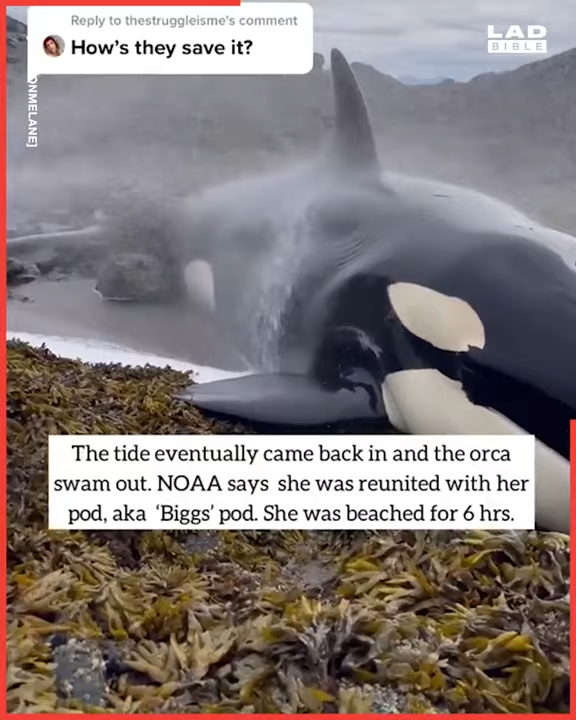 Reply to thestruggleisme's comment
How's they save it?
LAD
BIBLE
ONMELANE]
The tide eventually came back in and the orca
swam out. NOAA says she was reunited with her
pod, aka 'Biggs' pod. She was beached for 6 hrs.